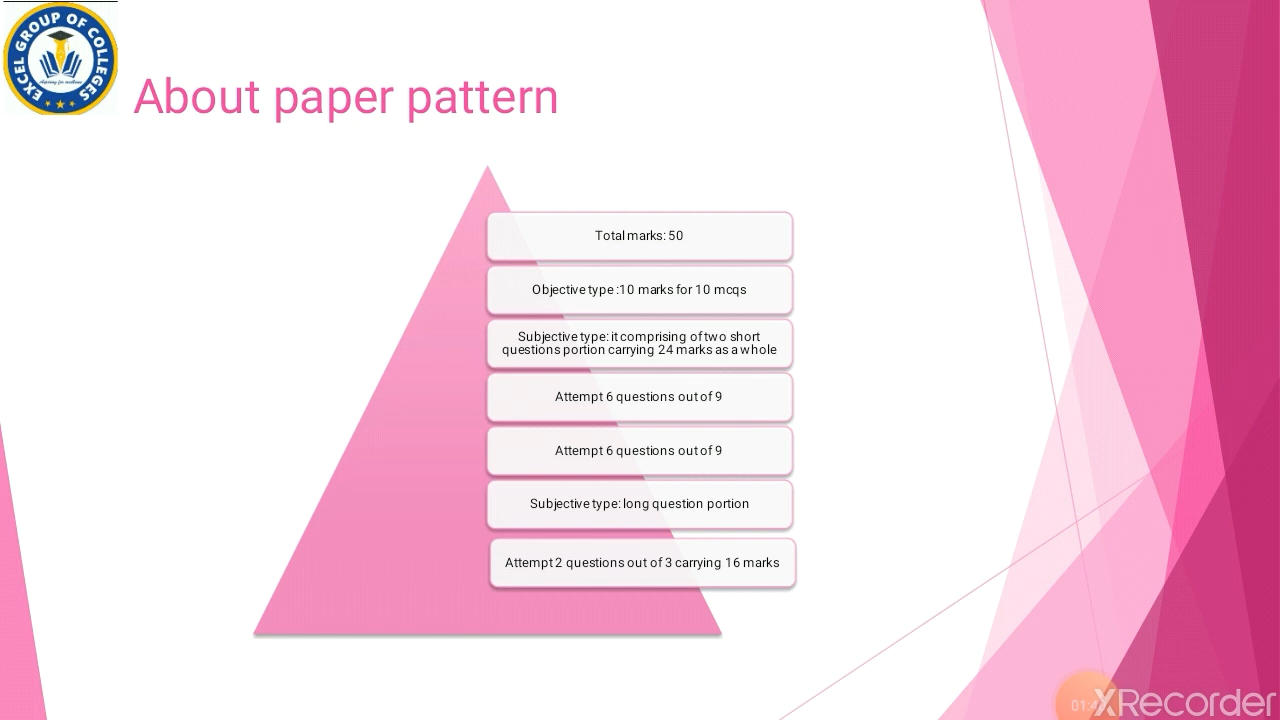 EXCEL GROUP OF COLLEGES
Aspiring for excellence
About paper pattern
Total marks: 50
Objective type :10 marks for 10 mcqs
Subjective type: it comprising of two short
questions portion carrying 24 marks as a whole
Attempt 6 questions out of 9
Attempt 6 questions out of 9
Subjective type: long question portion
Attempt 2 questions out of 3 carrying 16 marks
XRecorder